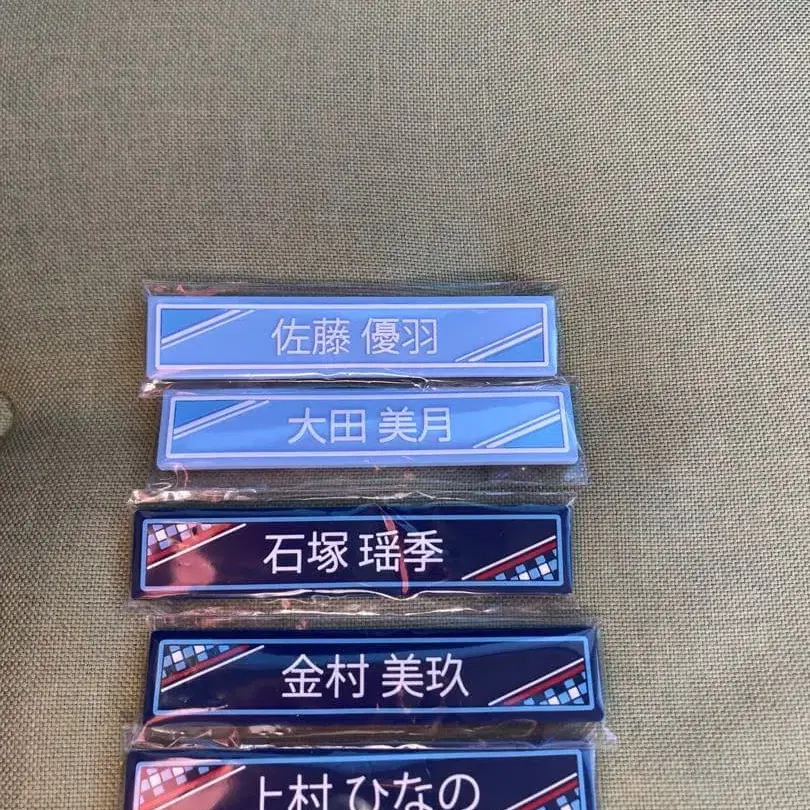 佐藤 優羽
大田 美月
石塚 瑶季
金村 美玖
上村 ひなの